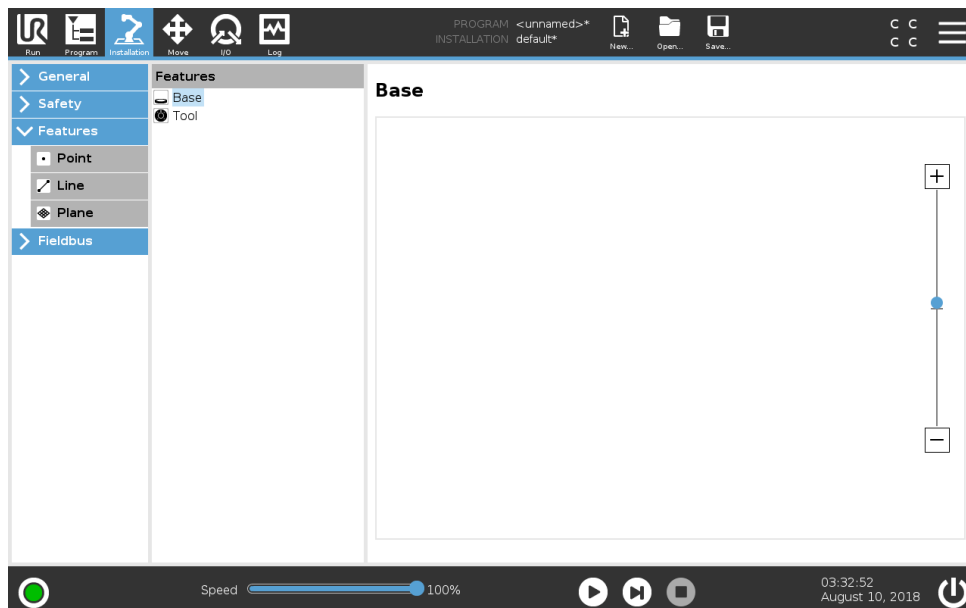 Run
Program
Installation
Move
I/O
Log
PROGRAM <unnamed>*
INSTALLATION default*
New...
Open...
Save...
C C
C C
General
Safety
Features
Point
Line
Plane
Fieldbus
Features
Base
Tool
Base
Speed 100%
03:32:52
August 10, 2018